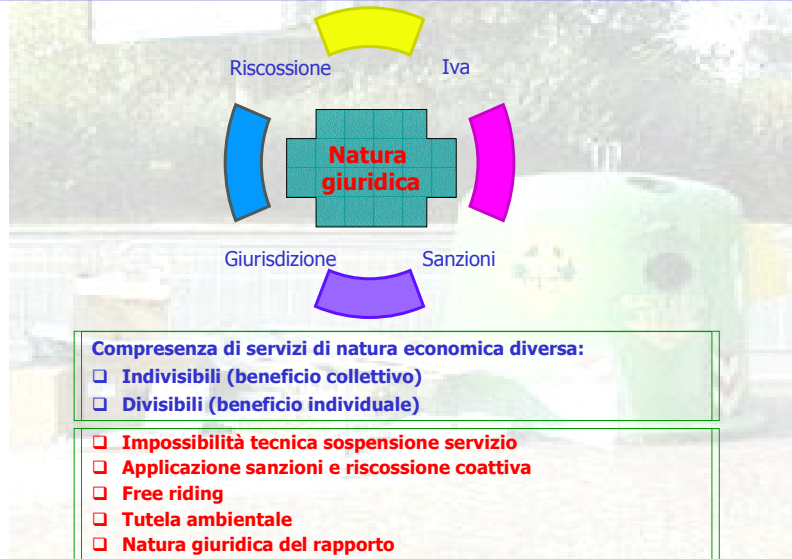 Riscossione
Iva
Natura
giuridica
Giurisdizione
Sanzioni
Compresenza di servizi di natura economica diversa:
❑ Indivisibili (beneficio collettivo)
❑ Divisibili (beneficio individuale)
❑ Impossibilità tecnica sospensione servizio
❑ Applicazione sanzioni e riscossione coattiva
❑ Free riding
❑ Tutela ambientale
❑ Natura giuridica del rapporto